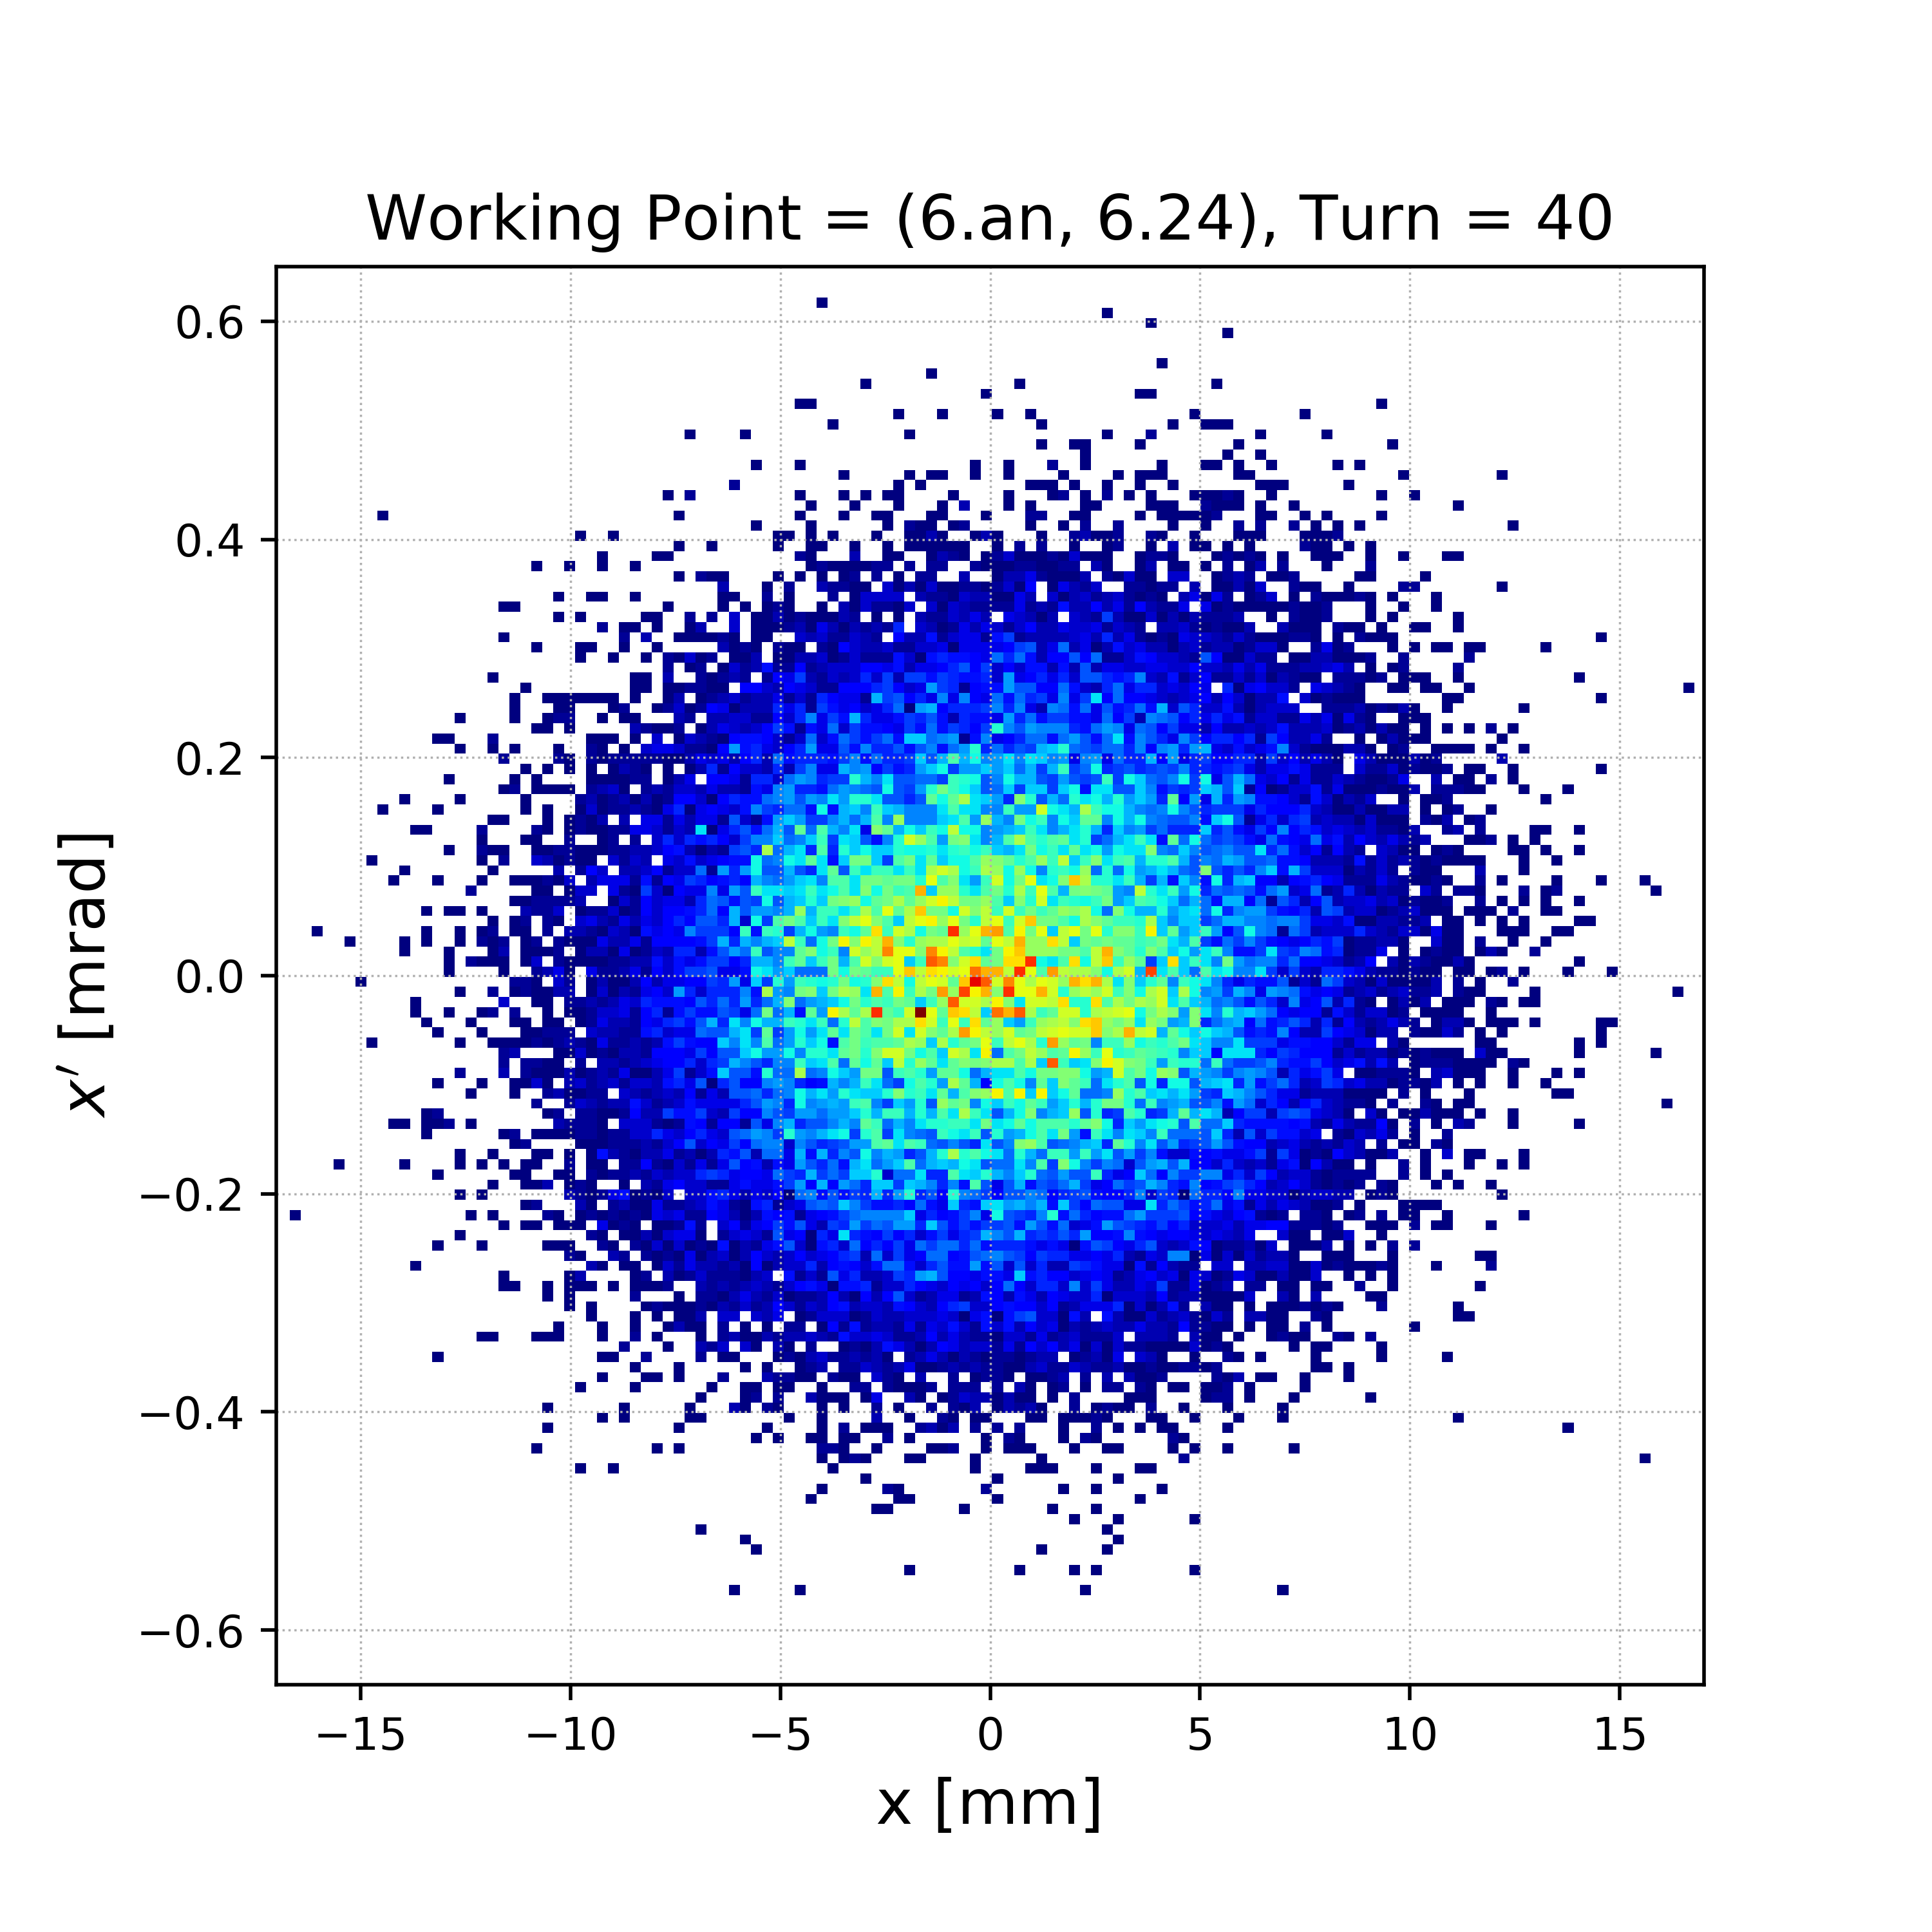 Working Point = (6.an, 6.24), Turn = 40
0.6
0.4
0.2
0.0
−0.2
−0.4
−0.6
x′ [mrad]
−15 −10 −5 0 5 10 15
x [mm]